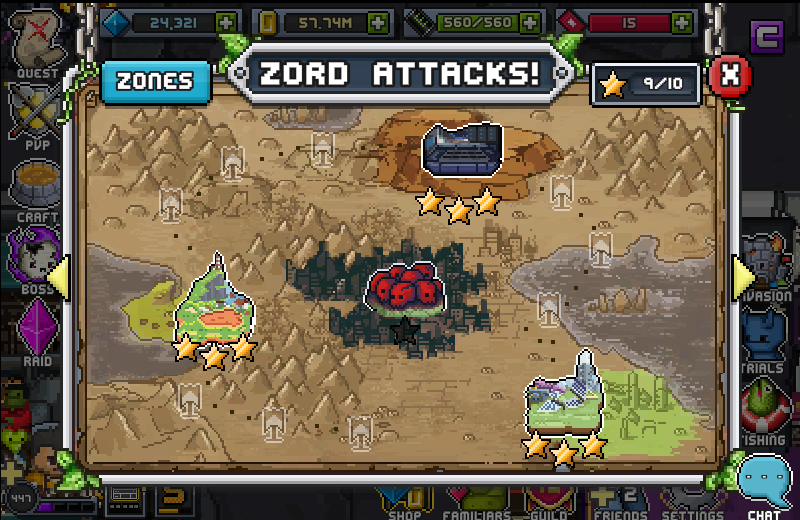 24,321
57.74M
560/560
15
C
QUEST
ZONES
ZORD ATTACKS!
9/10
X
PVP
CRAFT
BOSS
INVASION
RAID
TRIALS
FISHING
447
2
SHOP
FAMILIARS
GUILD
FRIENDS
SETTINGS
CHAT